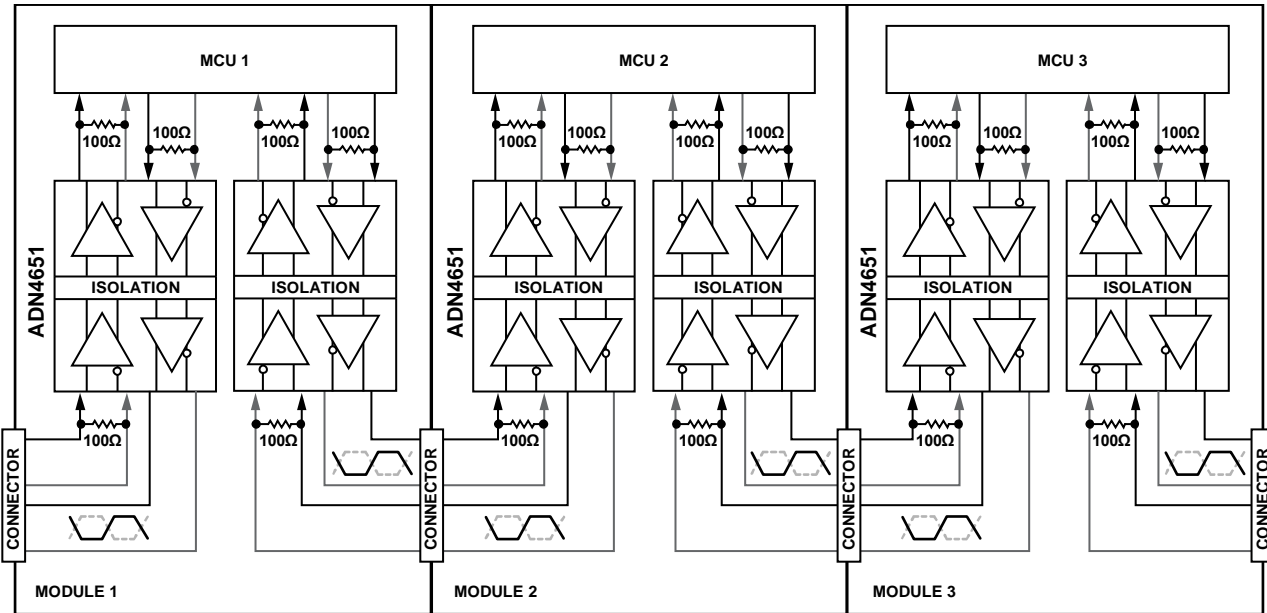 MCU 1
MCU 2
MCU 3
100Ω
100Ω
100Ω
100Ω
100Ω
100Ω
100Ω
100Ω
100Ω
100Ω
100Ω
100Ω
ADN4651
ISOLATION
ISOLATION
ADN4651
ISOLATION
ISOLATION
ADN4651
ISOLATION
ISOLATION
100Ω
100Ω
100Ω
100Ω
100Ω
100Ω
CONNECTOR
CONNECTOR
CONNECTOR
CONNECTOR
MODULE 1
MODULE 2
MODULE 3